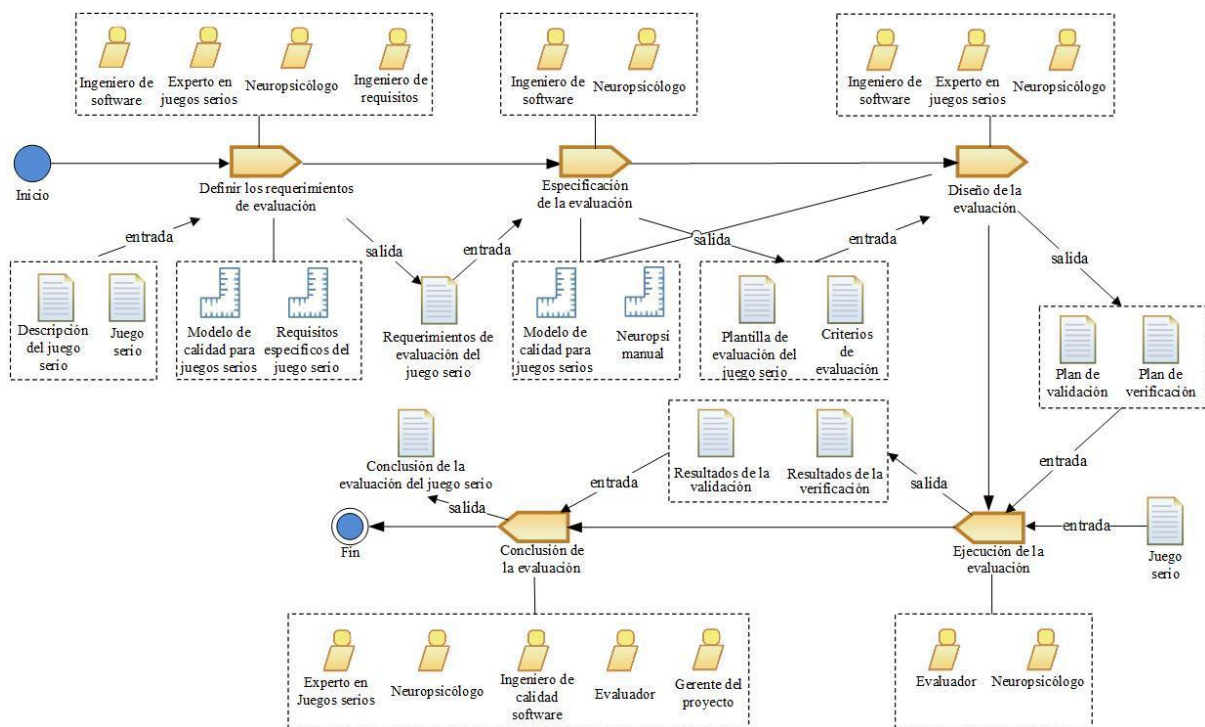 Ingeniero de
software
Experto en
juegos serios
Neuropsicólogo
Ingeniero de
requisitos
Ingeniero de
software
Neuropsicólogo
Ingeniero de
software
Experto en
juegos serios
Neuropsicólogo
Inicio
Definir los requerimientos
de evaluación
Especificación
de la evaluación
Diseño de la
evaluación
entrada
salida
entrada
salida
entrada
salida
Descripción
del juego
serio
Juego
serio
Modelo de
calidad para
juegos serios
Requisitos
especificos del
juego serio
Requerimientos de
evaluación del
juego serio
Modelo de
calidad para
juegos serios
Neuropsi
manual
Plantilla de
evaluación del
juego serio
Criterios
de
evaluación
Plan de
validación
Plan de
verificación
Conclusión de la
evaluación del juego serio
Resultados de la
validación
Resultados de la
verificación
entrada
salida
entrada
salida
entrada
Fin
Conclusión de
la evaluación
Ejecución de la
evaluación
Juego
serio
Experto en
Juegos serios
Neuropsicólogo
Ingeniero de
calidad
software
Evaluador
Gerente del
proyecto
Evaluador
Neuropsicólogo